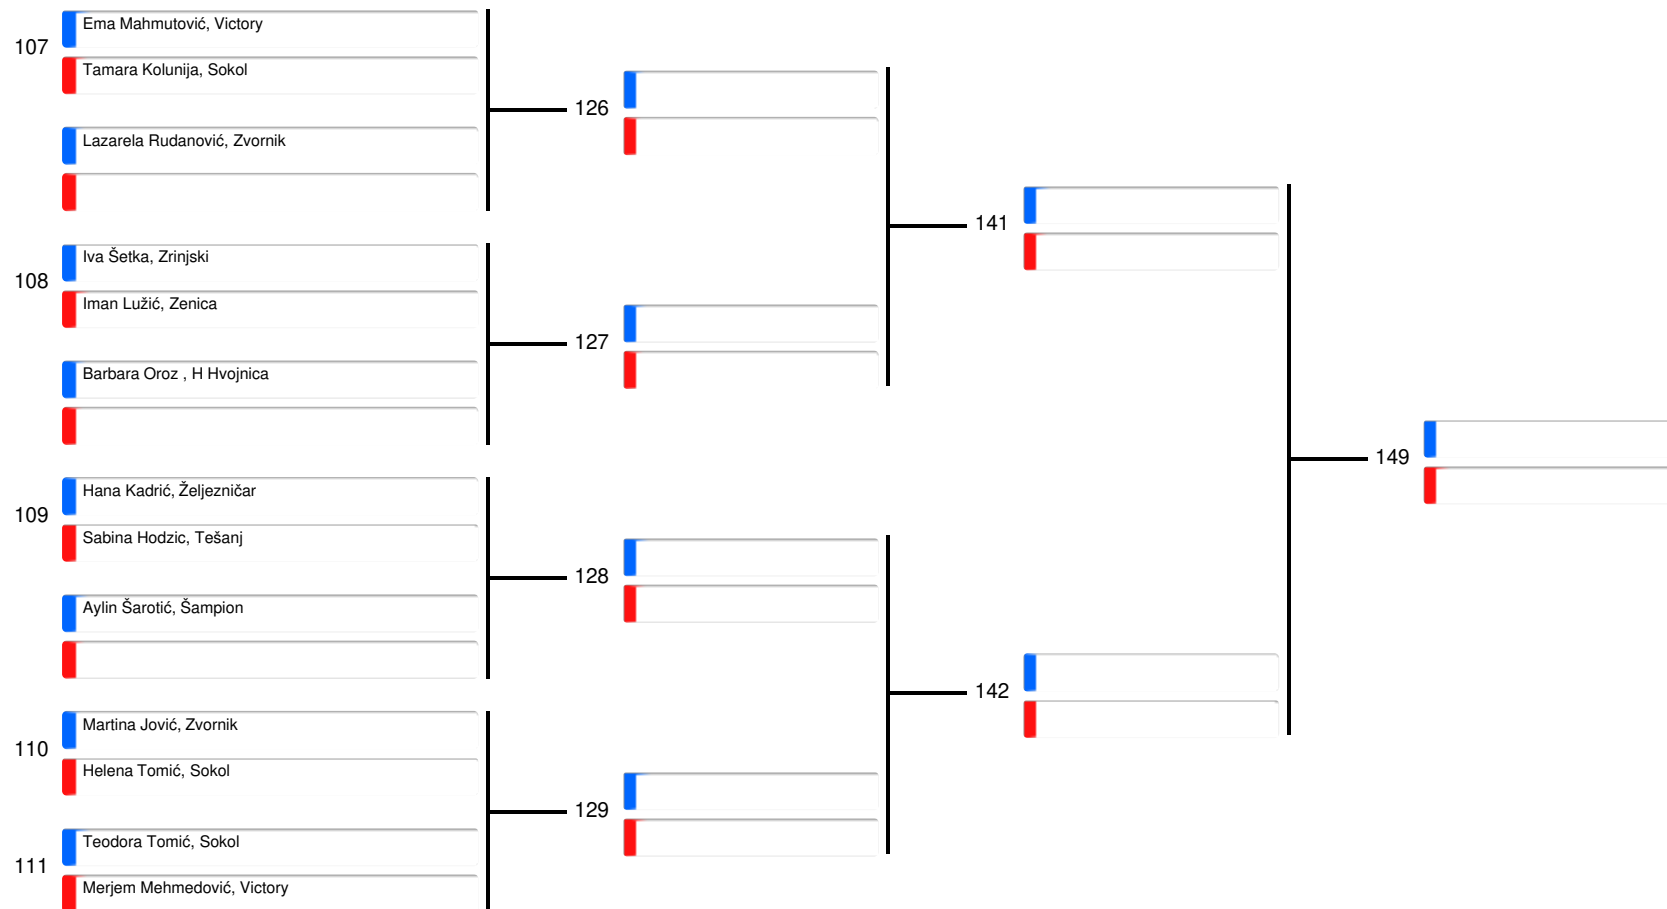 107
Ema Mahmutović, Victory
Tamara Kolunija, Sokol
126
Lazarela Rudanović, Zvornik
141
108
Iva Šetka, Zrinjski
Iman Lužić, Zenica
127
Barbara Oroz , H Hvojnica
149
109
Hana Kadrić, Željezničar
Sabina Hodzic, Tešanj
128
Aylin Šarotić, Šampion
142
110
Martina Jović, Zvornik
Helena Tomić, Sokol
129
111
Teodora Tomić, Sokol
Merjem Mehmedović, Victory